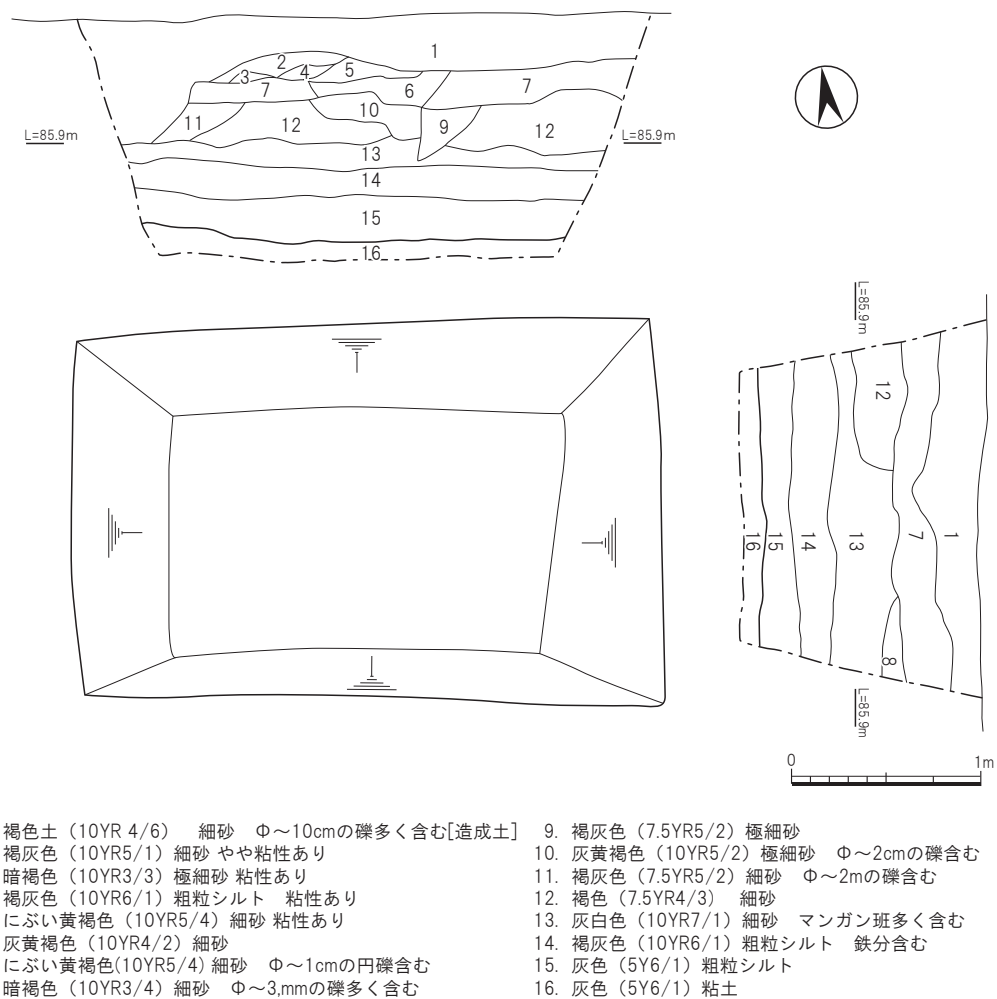 1
2
3
4
5
7
6
7
10
11
12
9
12
L=85.9m
L=85.9m
13
14
15
16
L=85.9m
12
16
15
14
13
7
1
8
L=85.9m
0
1m
褐色土（10YR 4/6） 細砂 Φ～10cmの礫多く含む[造成土]
褐灰色（10YR5/1）細砂 やや粘性あり
暗褐色（10YR3/3）極細砂 粘性あり
褐灰色（10YR6/1）粗粒シルト 粘性あり
にぶい黄褐色（10YR5/4）細砂 粘性あり
灰黄褐色（10YR4/2）細砂
にぶい黄褐色(10YR5/4) 細砂 Φ～1cmの円礫含む
暗褐色（10YR3/4）細砂 Φ～3,mmの礫多く含む
9. 褐灰色（7.5YR5/2）極細砂
10. 灰黄褐色（10YR5/2）極細砂 Φ～2cmの礫含む
11. 褐灰色（7.5YR5/2）細砂 Φ～2mの礫含む
12. 褐色（7.5YR4/3） 細砂
13. 灰白色（10YR7/1）細砂 マンガン班多く含む
14. 褐灰色（10YR6/1）粗粒シルト 鉄分含む
15. 灰色（5Y6/1）粗粒シルト
16. 灰色（5Y6/1）粘土